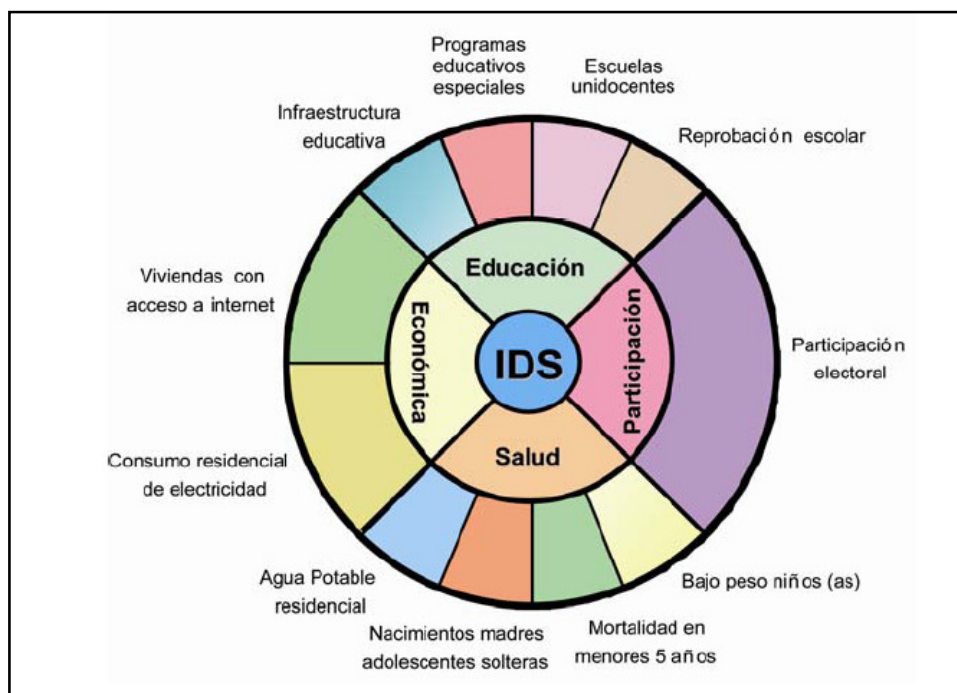 Programas
educativos
especiales
Escuelas
unidocentes
Infraestructura
educativa
Reprobación escolar
Educación
Viviendas con
acceso a internet
Económica
IDS
Participación
Participación
electoral
Salud
Consumo residencial
de electricidad
Agua Potable
residencial
Bajo peso niños (as)
Nacimientos madres
adolescentes solteras
Mortalidad en
menores 5 años